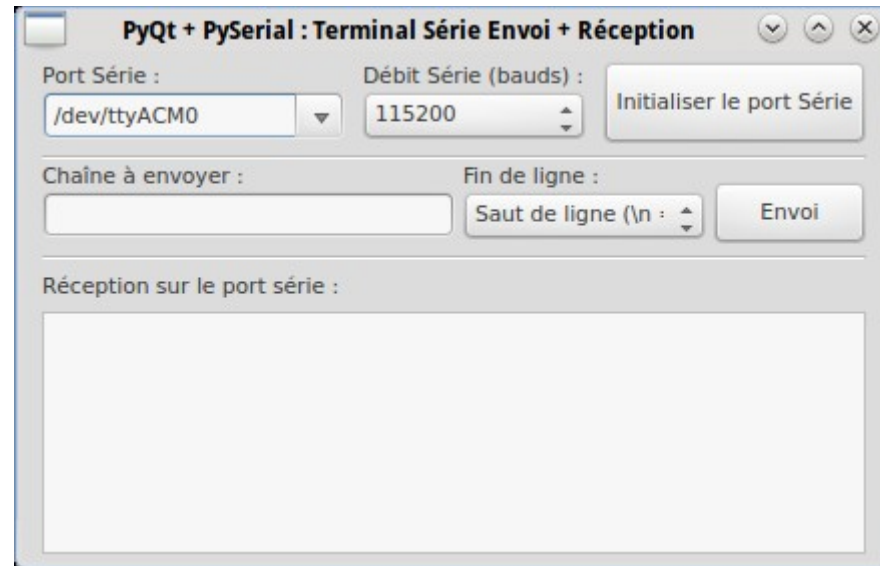 PyQt + PySerial : Terminal Série Envoi + Réception
Port Série :
Débit Série (bauds) :
/dev/ttyACM0
115200
Initialiser le port Série
Chaîne à envoyer :
Fin de ligne :
Saut de ligne (\n :
Envoi
Réception sur le port série :